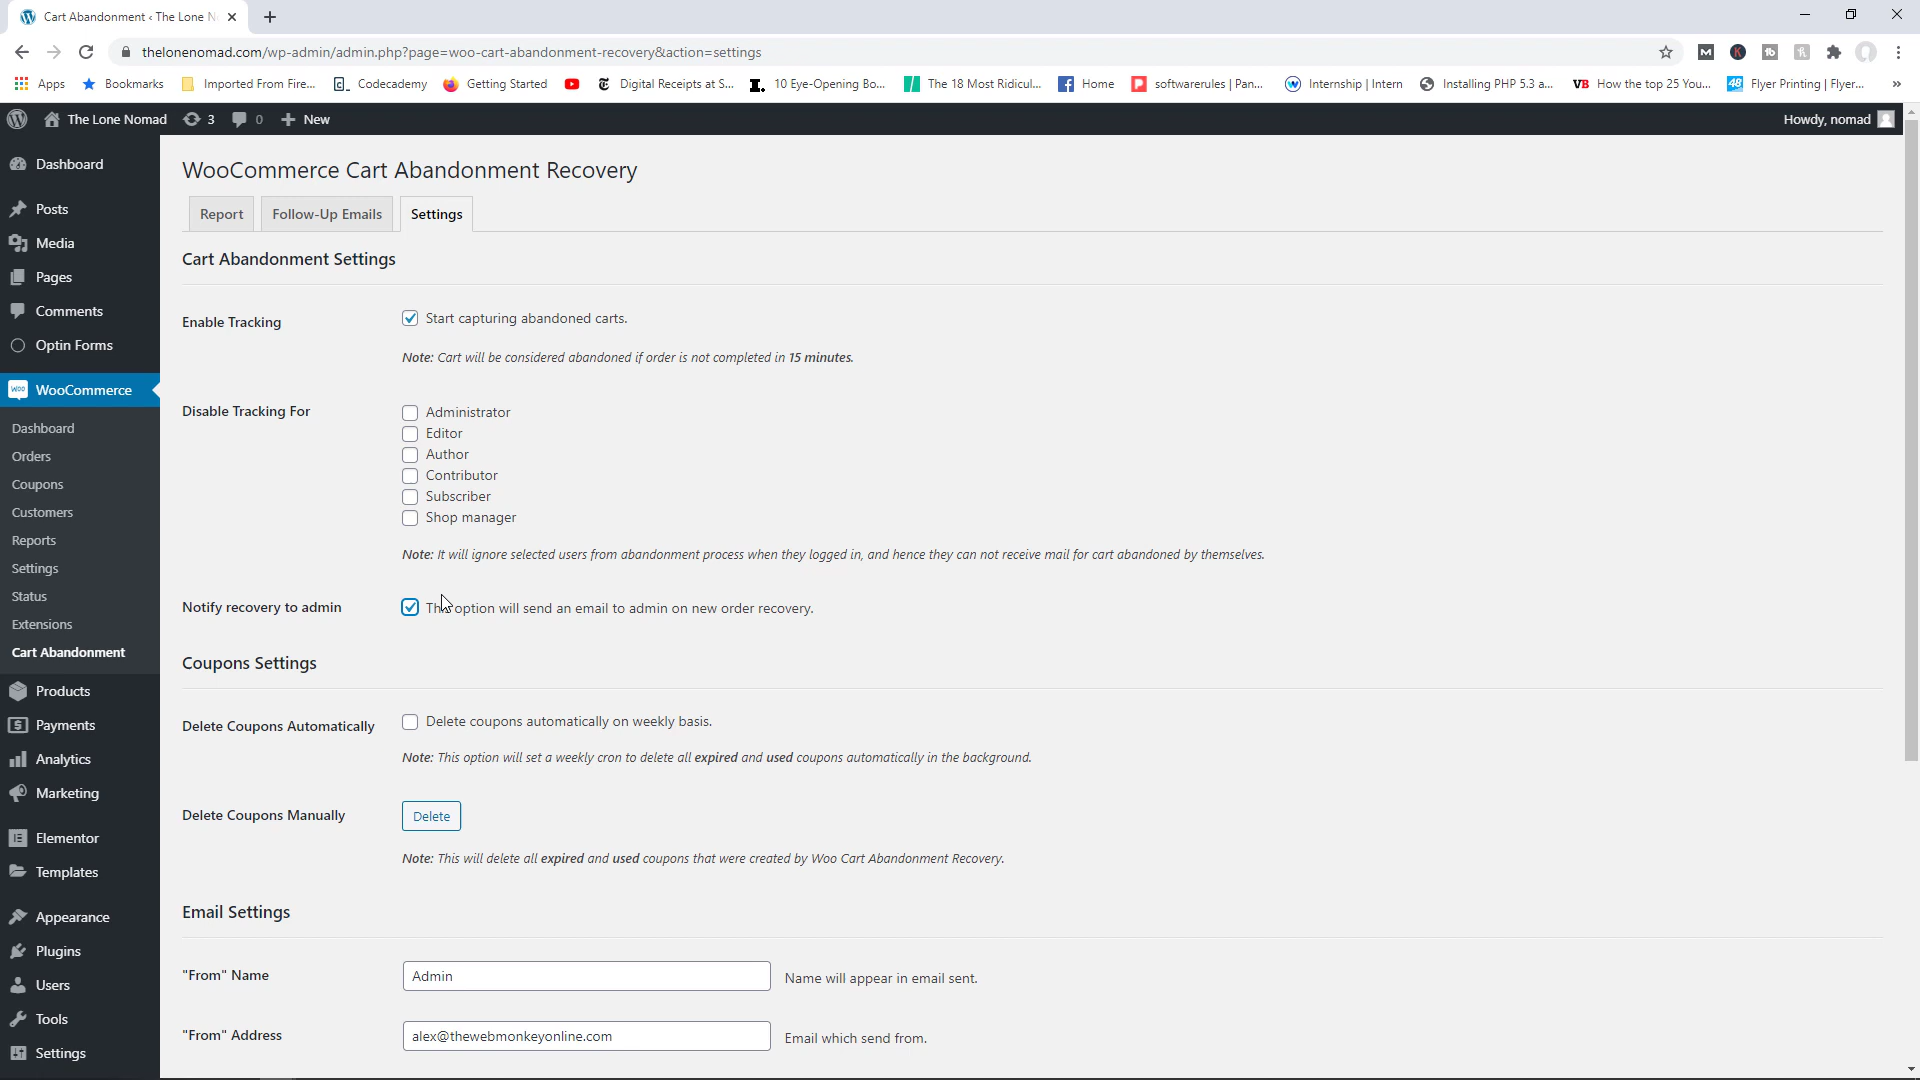 Cart Abandonment ‹ The Lone N
thelonenomad.com/wp-admin/admin.php?page=woo-cart-abandonment-recovery&action=settings
Apps
Bookmarks
Imported From Fire...
Codecademy
Getting Started
Digital Receipts at S...
10 Eye-Opening Bo...
The 18 Most Ridicul...
Home
softwarerules | Pan...
Internship | Intern
Installing PHP 5.3 a...
VB How the top 25 You...
Flyer Printing | Flyer...
»
The Lone Nomad
3
0
New
Howdy, nomad
Dashboard
Posts
Media
Pages
Comments
Optin Forms
WooCommerce
Dashboard
Orders
Coupons
Customers
Reports
Settings
Status
Extensions
Cart Abandonment
Products
Payments
Analytics
Marketing
Elementor
Templates
Appearance
Plugins
Users
Tools
Settings
WooCommerce Cart Abandonment Recovery
Report
Follow-Up Emails
Settings
Cart Abandonment Settings
Enable Tracking
Start capturing abandoned carts.
Note: Cart will be considered abandoned if order is not completed in 15 minutes.
Disable Tracking For
Administrator
Editor
Author
Contributor
Subscriber
Shop manager
Note: It will ignore selected users from abandonment process when they logged in, and hence they can not receive mail for cart abandoned by themselves.
Notify recovery to admin
This option will send an email to admin on new order recovery.
Coupons Settings
Delete Coupons Automatically
Delete coupons automatically on weekly basis.
Note: This option will set a weekly cron to delete all expired and used coupons automatically in the background.
Delete Coupons Manually
Delete
Note: This will delete all expired and used coupons that were created by Woo Cart Abandonment Recovery.
Email Settings
"From" Name
Admin
Name will appear in email sent.
"From" Address
alex@thewebmonkeyonline.com
Email which send from.